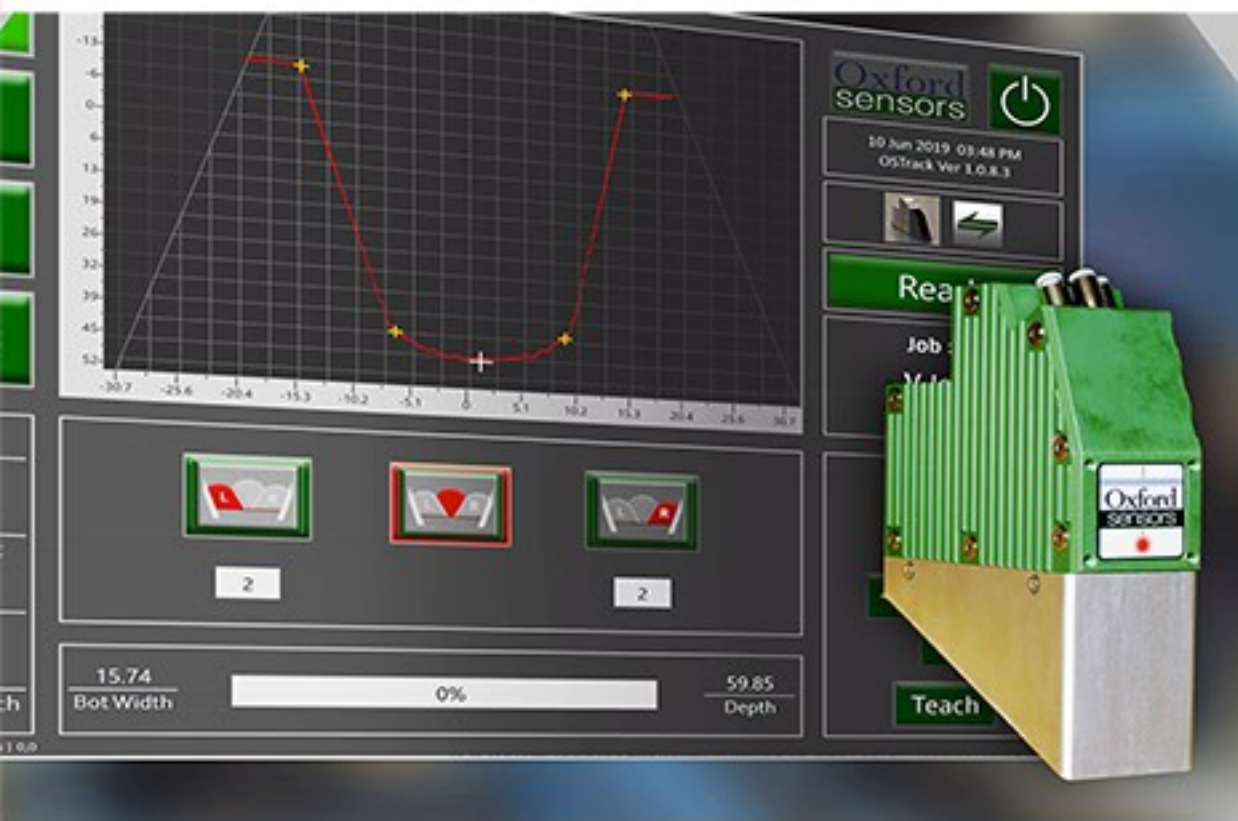 -13
-6
0
6
13
19
26
32
39
45
52
-30.7 -25.6 -20.4 -15.3 -10.2 -5.1 0 5.1 10.2 15.3 20.4 25.6 30.7
L R
L R
L R
2 2
15.74
Bot Width
0%
59.85
Depth
Oxford
sensors
10 Jun 2019 03:48 PM
OSTrack Ver 1.0.8.3
Job :
Teach
Oxford
sensors